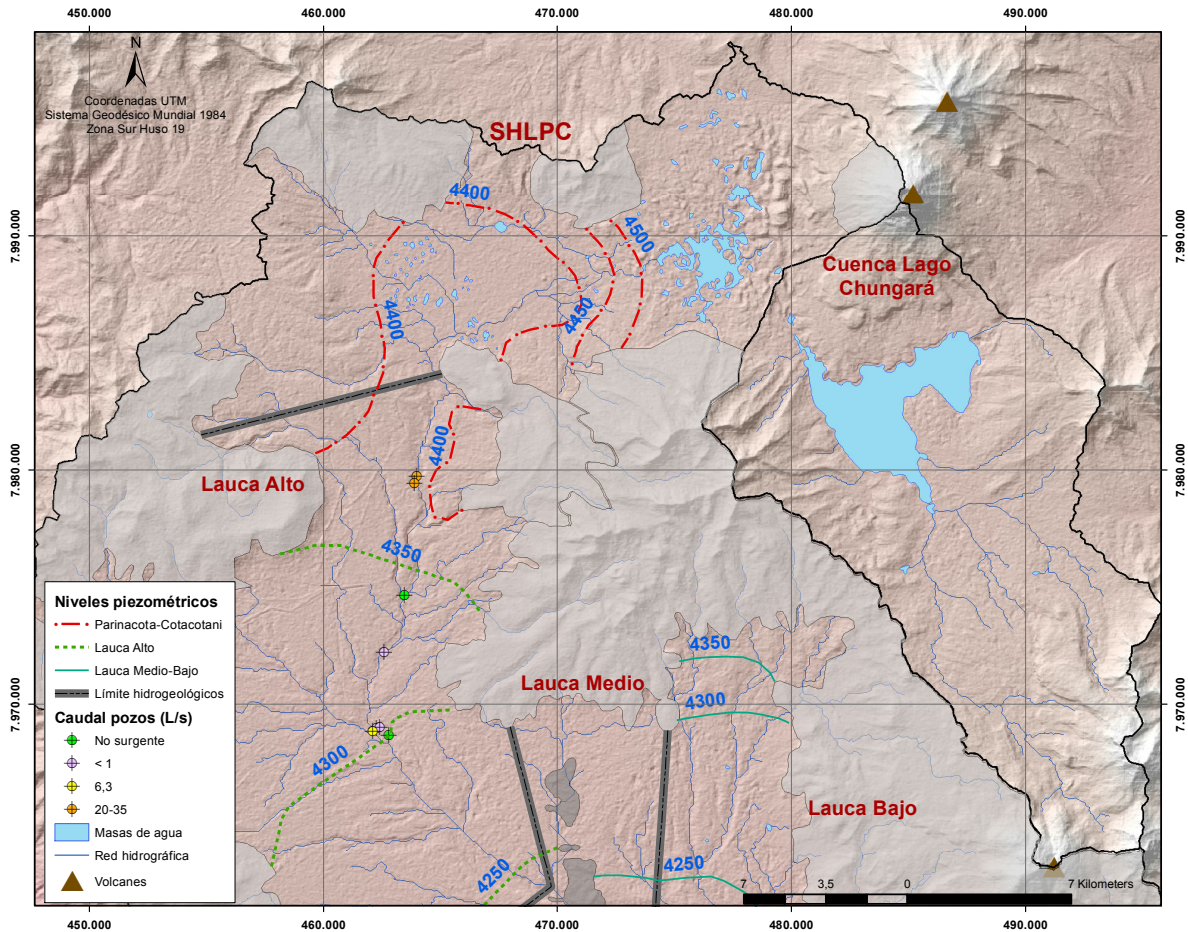 450.000 460.000 470.000 480.000 490.000
N
Coordenadas UTM
Sistema Geodésico Mundial 1984
Zona Sur Huso 19
SHLPC
4400
4500
7.990.000 7.990.000
Cuenca Lago
Chungará
4450
4400
4400
7.980.000 7.980.000
Lauca Alto
4350
4350
Lauca Medio
4300
7.970.000 7.970.000
4300
Lauca Bajo
4250
4250
Niveles piezométricos
Parinacota-Cotacotani
Lauca Alto
Lauca Medio-Bajo
Límite hidrogeológicos
Caudal pozos (L/s)
No surgente
< 1
6,3
20-35
Masas de agua
Red hidrográfica
Volcanes
7 3,5 0 7 Kilometers
450.000 460.000 470.000 480.000 490.000